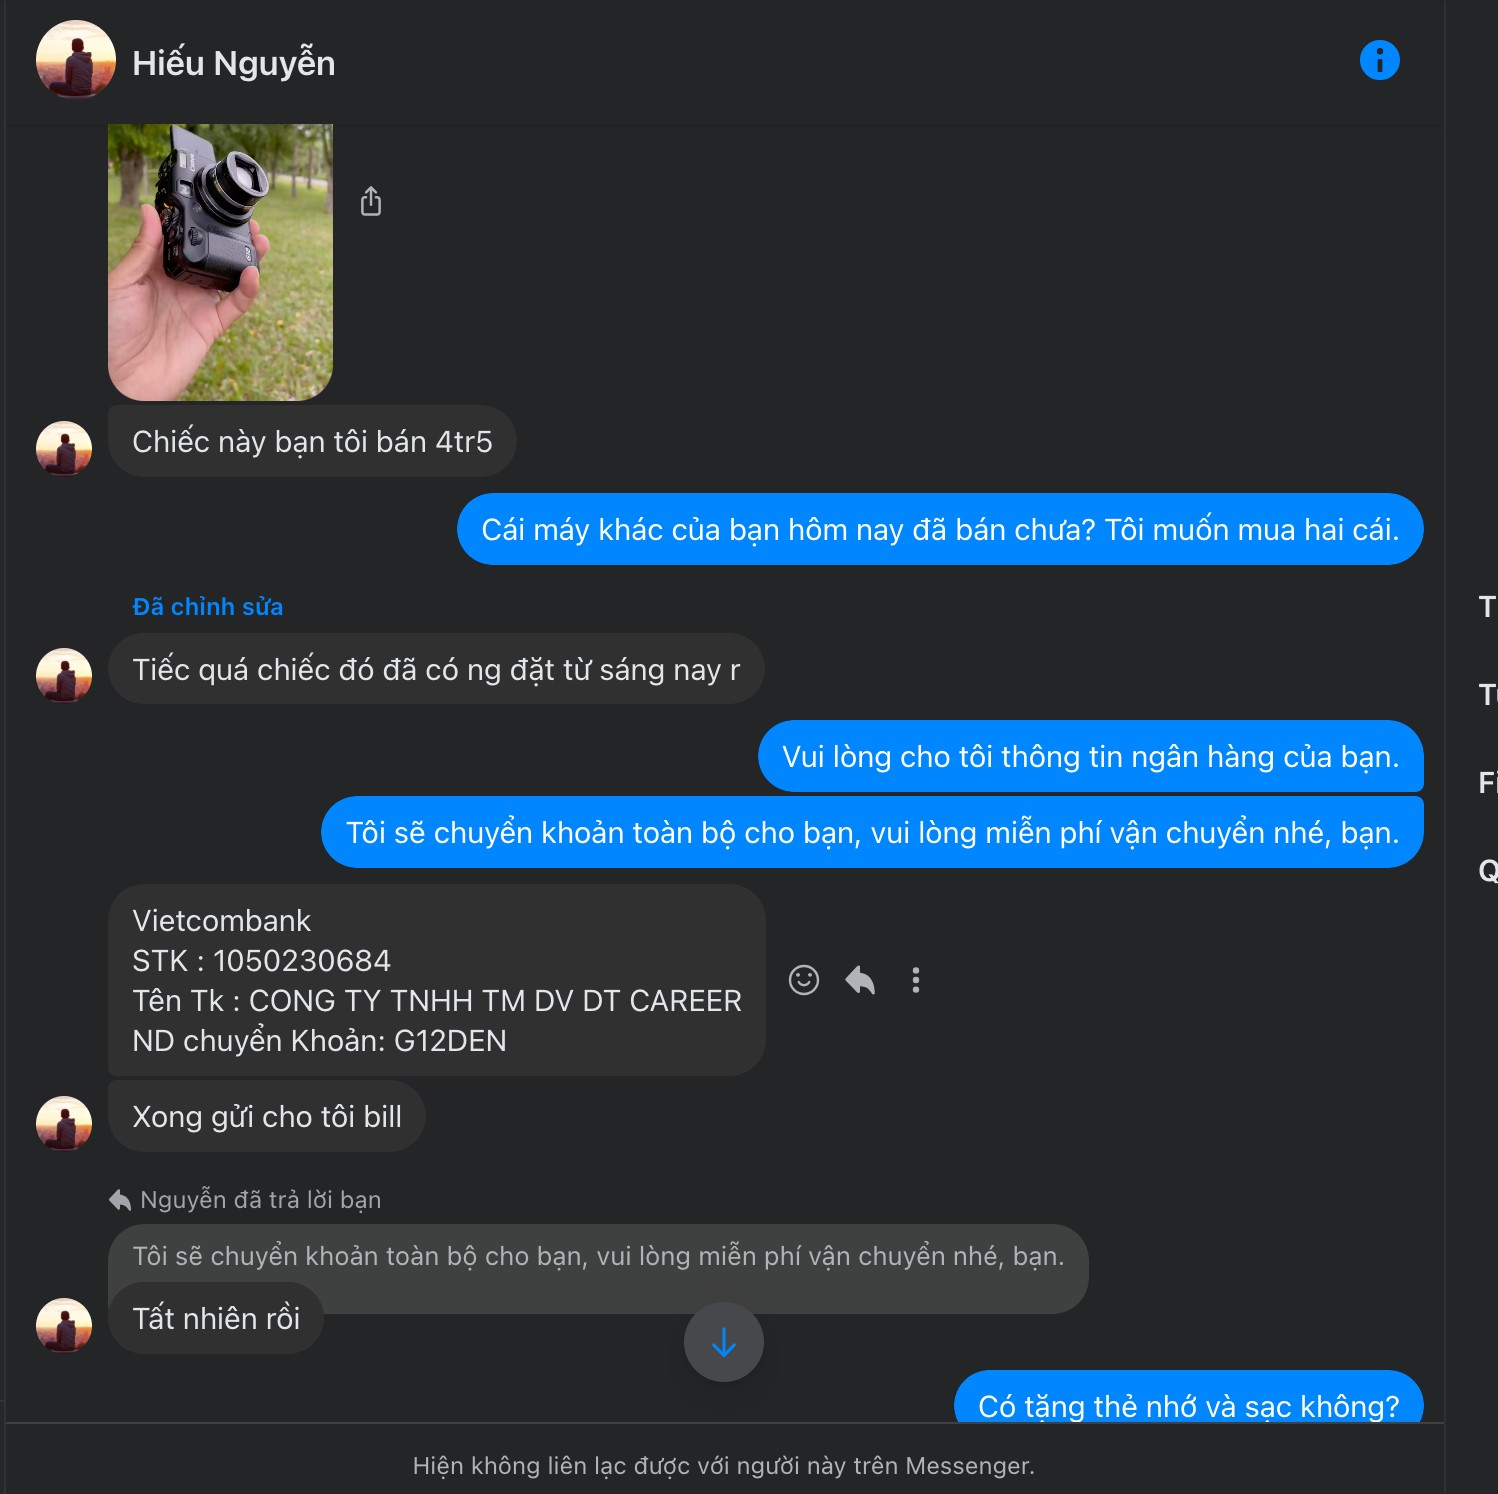 Hiếu Nguyễn
Chiếc này bạn tôi bán 4tr5
Cái máy khác của bạn hôm nay đã bán chưa? Tôi muốn mua hai cái.
Đã chỉnh sửa
Tiếc quá chiếc đó đã có ng đặt từ sáng nay r
Vui lòng cho tôi thông tin ngân hàng của bạn.
Tôi sẽ chuyển khoản toàn bộ cho bạn, vui lòng miễn phí vận chuyển nhé, bạn.
Vietcombank
STK : 1050230684
Tên Tk : CONG TY TNHH TM DV DT CAREER
ND chuyển Khoản: G12DEN
Xong gửi cho tôi bill
Nguyễn đã trả lời bạn
Tôi sẽ chuyển khoản toàn bộ cho bạn, vui lòng miễn phí vận chuyển nhé, bạn.
Tất nhiên rồi
Có tặng thẻ nhớ và sạc không?
Hiện không liên lạc được với người này trên Messenger.